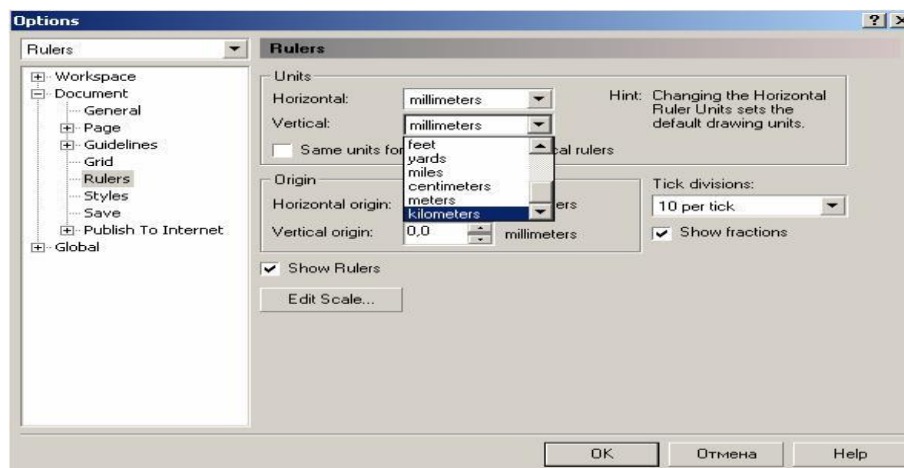 Options
Rulers
Workspace
Document
General
Page
Guidelines
Grid
Rulers
Styles
Save
Publish To Internet
Global
Rulers
Units
Horizontal: millimeters
Vertical: millimeters
Hint: Changing the Horizontal
Ruler Units sets the
default drawing units.
Same units for
cal rulers
feet
yards
miles
centimeters
meters
kilometers
Origin
Horizontal origin:
ers
Vertical origin: 0,0 millimeters
Tick divisions:
10 per tick
Show fractions
Show Rulers
Edit Scale...
OK Отмена Help